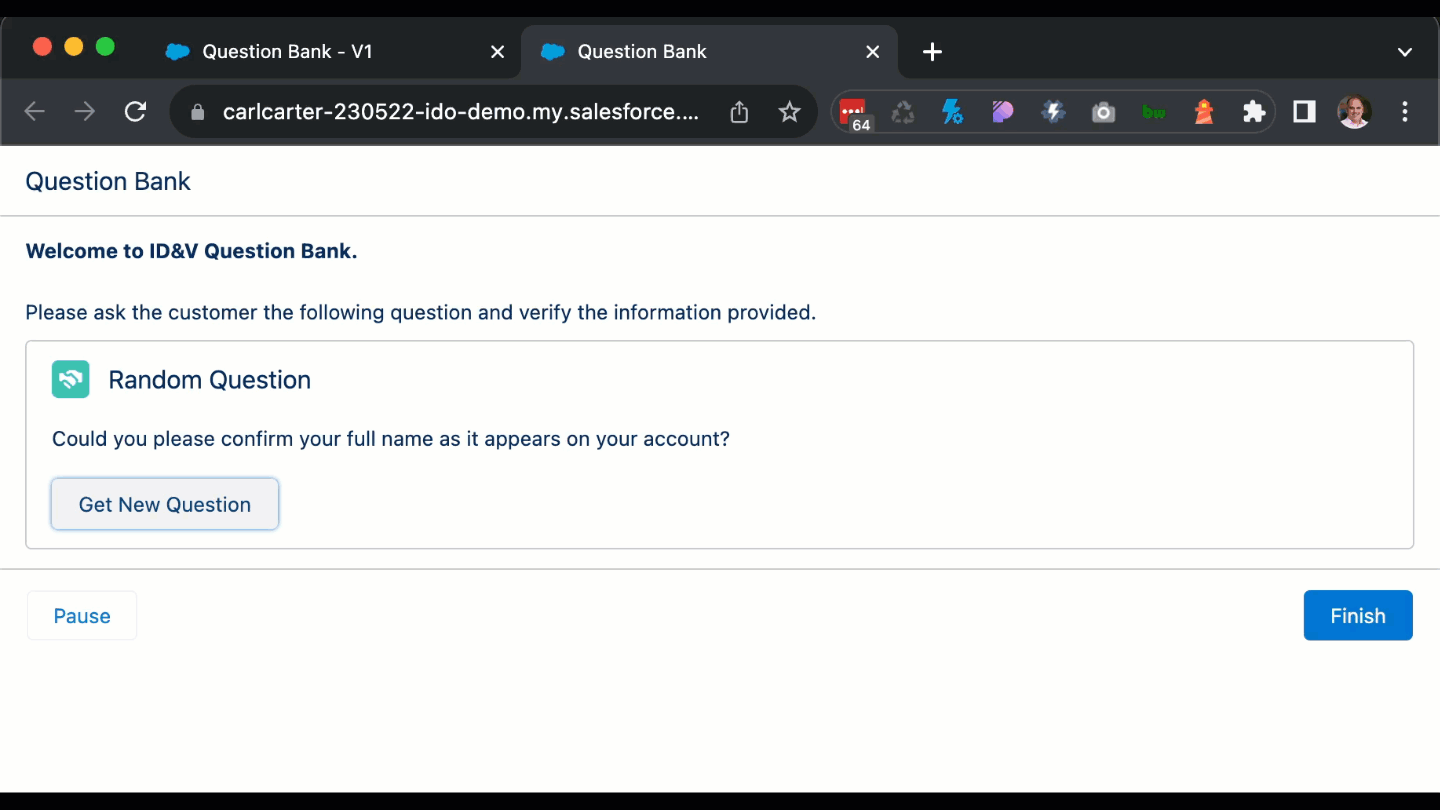 Question Bank - V1
Question Bank
carlcarter-230522-ido-demo.my.salesforce....
64
bw
Question Bank
Welcome to ID&V Question Bank.
Please ask the customer the following question and verify the information provided.
Random Question
Could you please confirm your full name as it appears on your account?
Get New Question
Pause
Finish